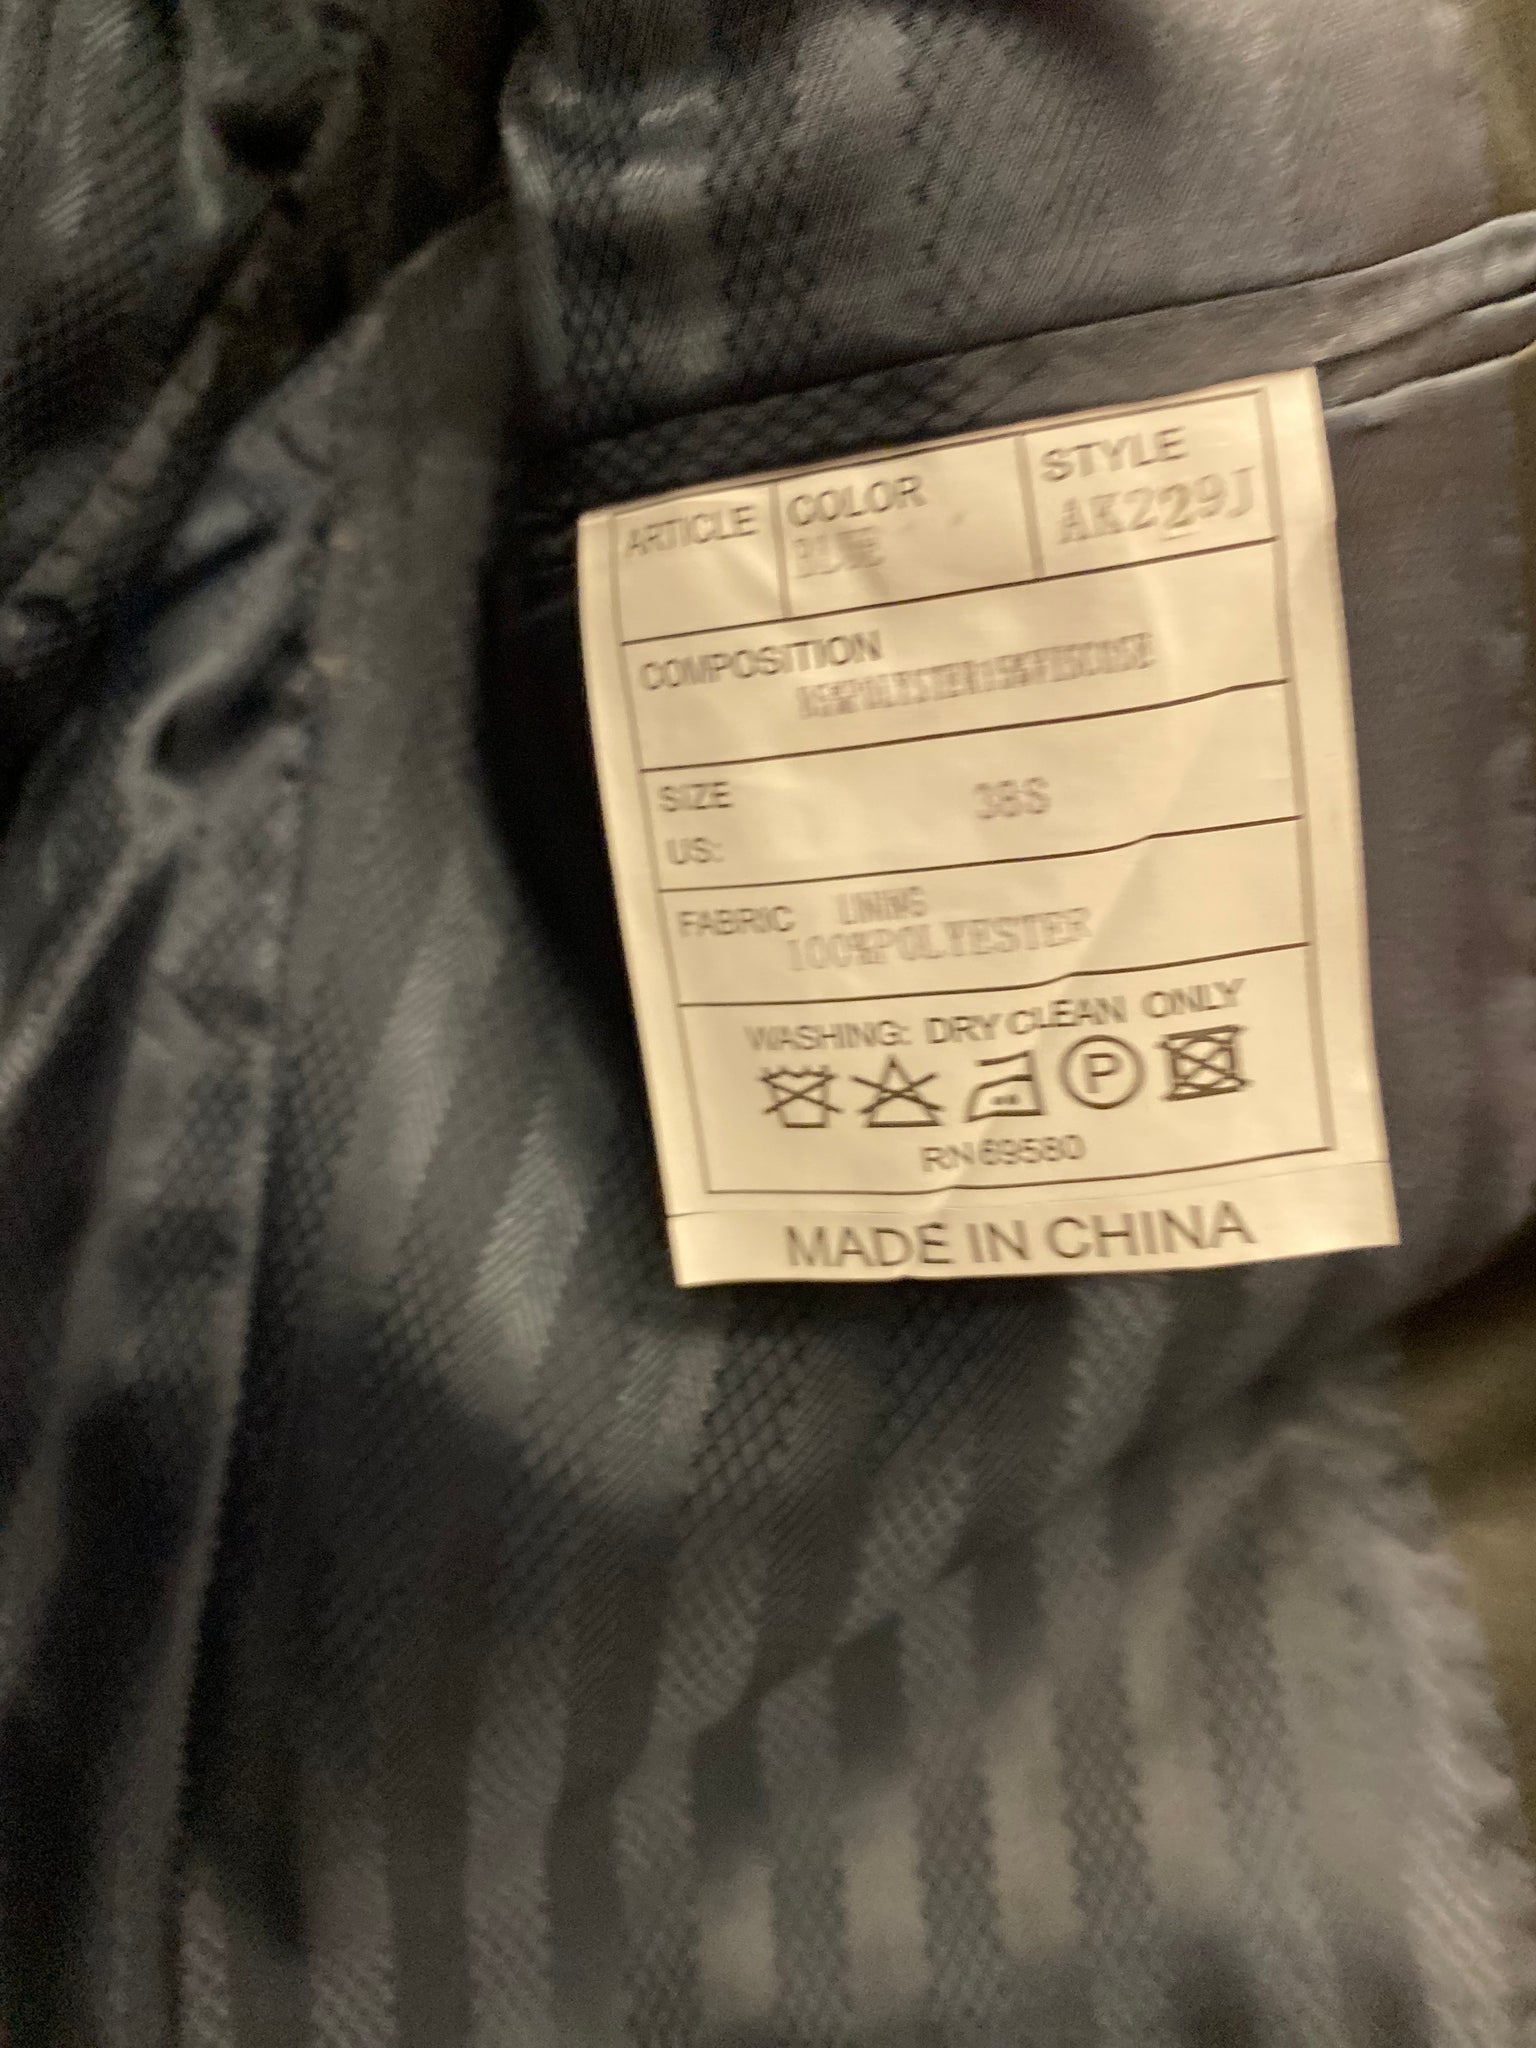 ARTICLE COLOR STYLE
BLUE AK229J
COMPOSITION
SIZE 38S
US:
FABRIC LINING
100%POLYESTER
WASHING: DRY CLEAN ONLY
P
RN69580
MADE IN CHINA